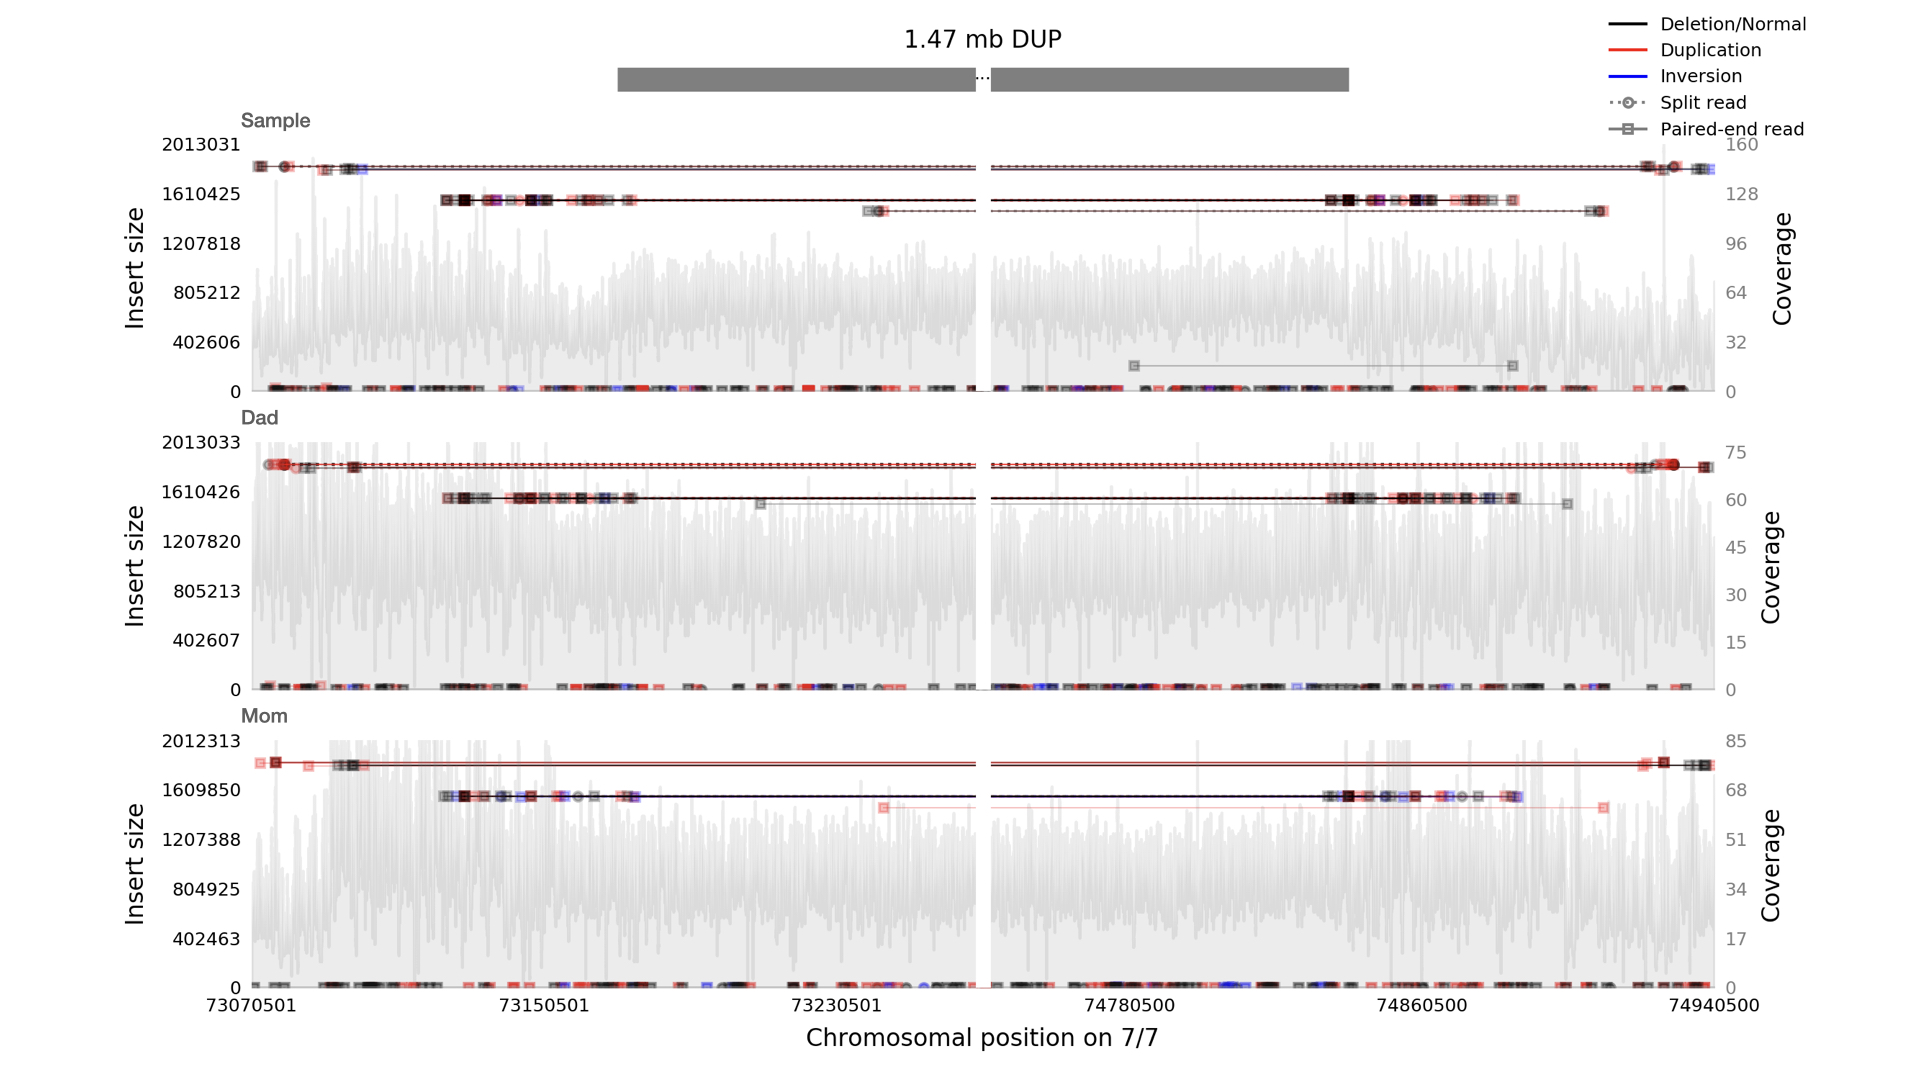 1.47 mb DUP
...
Deletion/Normal
Duplication
Inversion
Split read
Paired-end read
Sample
2013031
1610425
1207818
805212
402606
0
Insert size
160
128
96
64
32
0
Coverage
Dad
2013033
1610426
1207820
805213
402607
0
Insert size
75
60
45
30
15
0
Coverage
Mom
2012313
1609850
1207388
804925
402463
0
Insert size
85
68
51
34
17
0
Coverage
73070501 73150501 73230501 74780500 74860500 74940500
Chromosomal position on 7/7